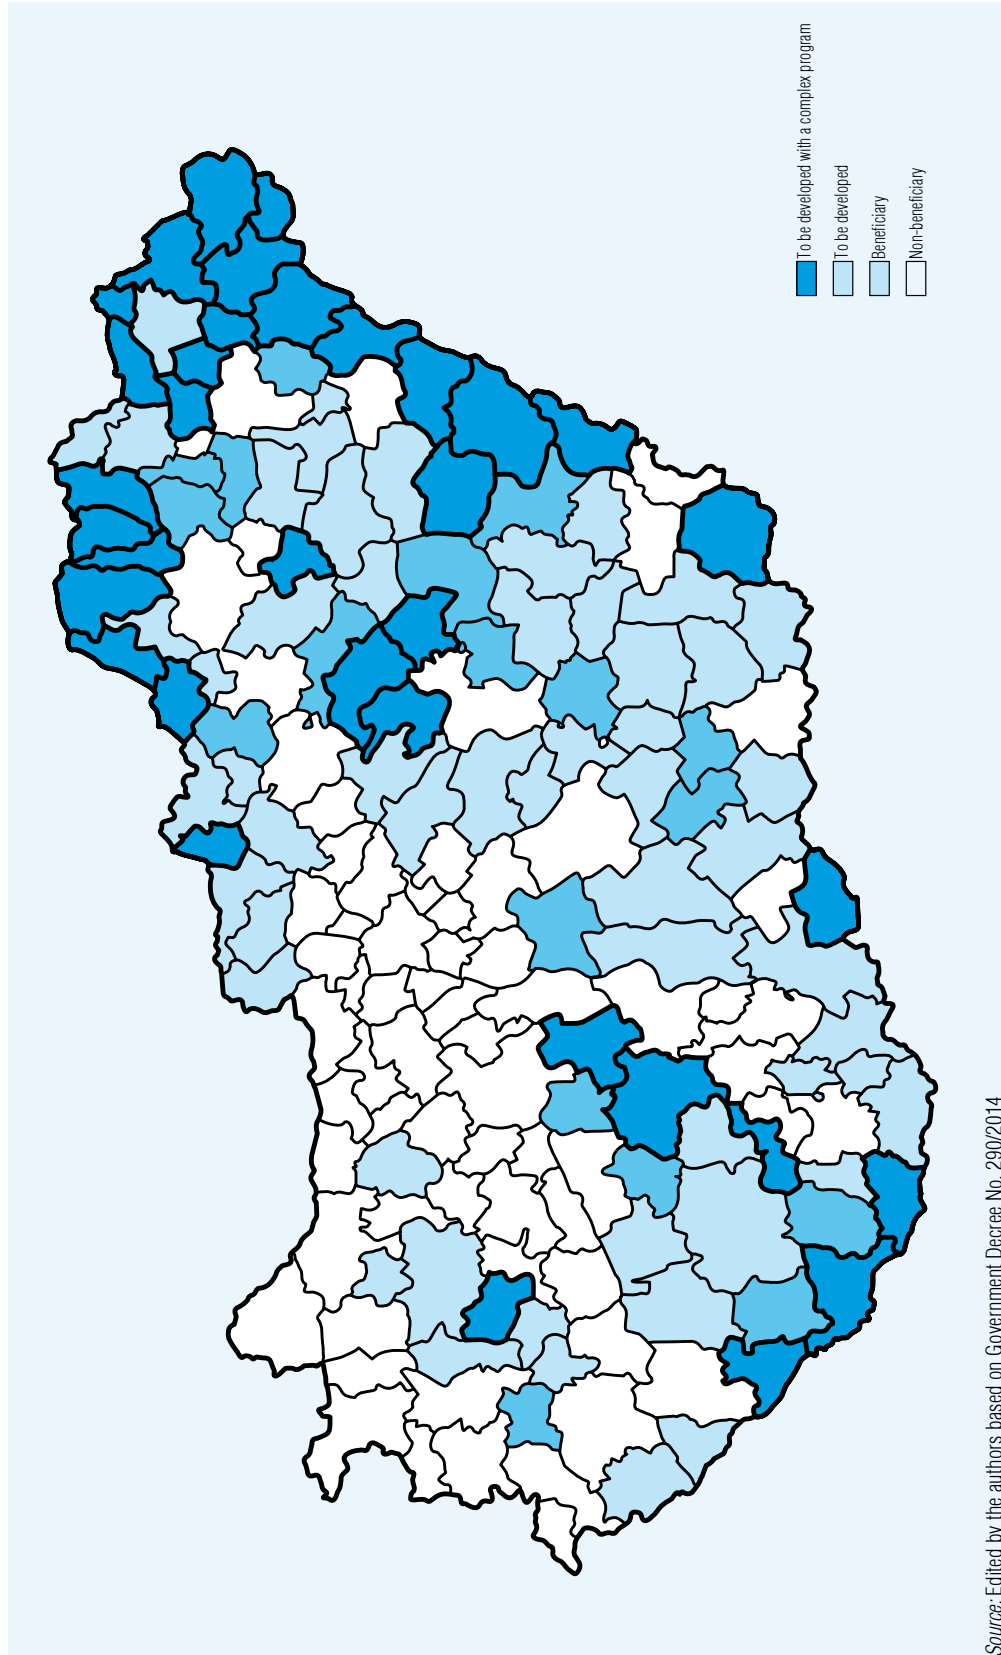 To be developed with a complex program
To be developed
Beneficiary
Non-beneficiary
Source: Edited by the authors based on Government Decree No. 290/2014